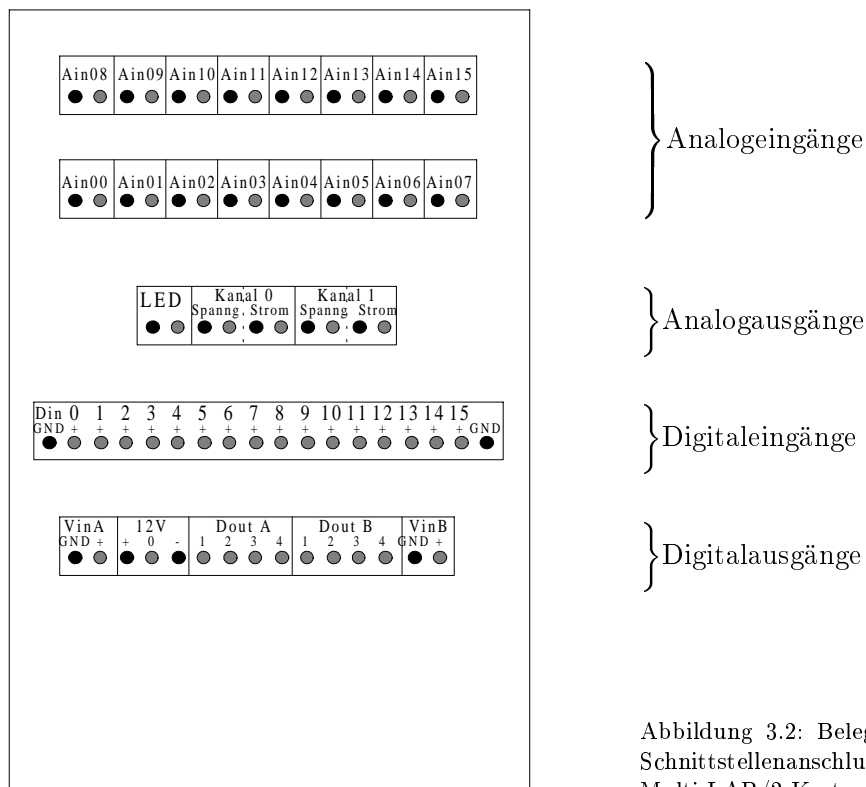 Ain08 Ain09 Ain10 Ain11 Ain12 Ain13 Ain14 Ain15
Analogeingänge
Ain00 Ain01 Ain02 Ain03 Ain04 Ain05 Ain06 Ain07
LED Kanal 0 Kanal 1
Spanng. Strom Spanng. Strom
Analogausgänge
Din 0 1 2 3 4 5 6 7 8 9 10 11 12 13 14 15
GND + + + + + + + + + + + + + + + + GND
Digitaleingänge
VinA 12V Dout A Dout B VinB
GND + + 0 - 1 2 3 4 1 2 3 4 GND +
Digitalausgänge
Abbildung 3.2: